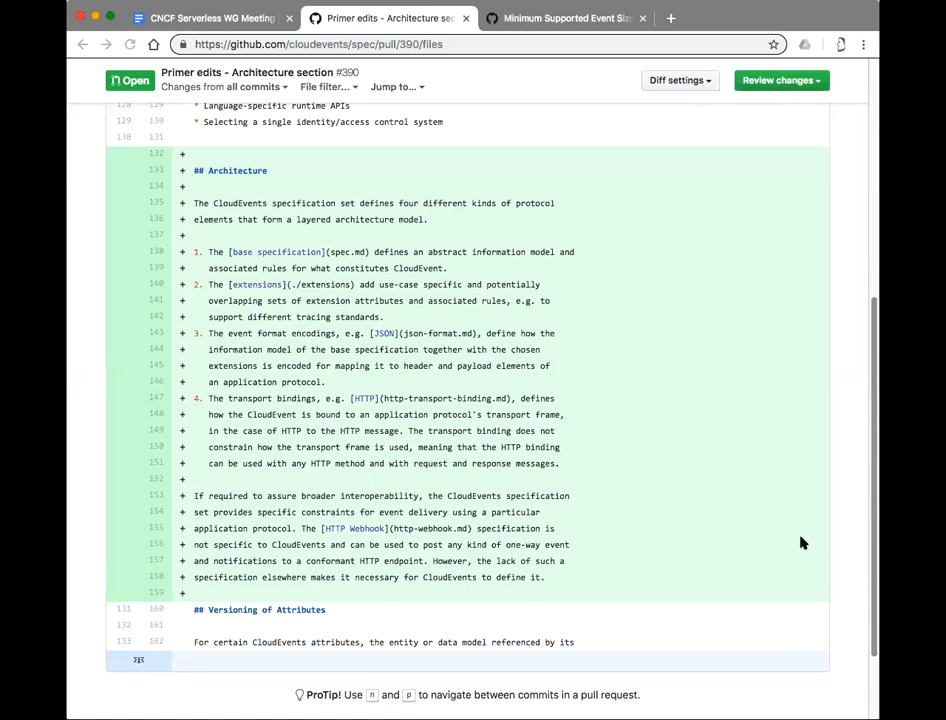 CNCF Serverless WG Meeting
Primer edits - Architecture sec
Minimum Supported Event Siz
https://github.com/cloudevents/spec/pull/390/files
Open
Primer edits - Architecture section #390
Changes from all commits
File filter...
Jump to...
Diff settings
Review changes
128 129 * Language-specific runtime APIs
129 130 * Selecting a single identity/access control system
130 131
132 +
133 + ## Architecture
134 +
135 + The CloudEvents specification set defines four different kinds of protocol
136 + elements that form a layered architecture model.
137 +
138 + 1. The [base specification](spec.md) defines an abstract information model and
139 + associated rules for what constitutes CloudEvent.
140 + 2. The [extensions](./extensions) add use-case specific and potentially
141 + overlapping sets of extension attributes and associated rules, e.g. to
142 + support different tracing standards.
143 + 3. The event format encodings, e.g. [JSON](json-format.md), define how the
144 + information model of the base specification together with the chosen
145 + extensions is encoded for mapping it to header and payload elements of
146 + an application protocol.
147 + 4. The transport bindings, e.g. [HTTP](http-transport-binding.md), defines
148 + how the CloudEvent is bound to an application protocol's transport frame,
149 + in the case of HTTP to the HTTP message. The transport binding does not
150 + constrain how the transport frame is used, meaning that the HTTP binding
151 + can be used with any HTTP method and with request and response messages.
152 +
153 + If required to assure broader interoperability, the CloudEvents specification
154 + set provides specific constraints for event delivery using a particular
155 + application protocol. The [HTTP Webhook](http-webhook.md) specification is
156 + not specific to CloudEvents and can be used to post any kind of one-way event
157 + and notifications to a conformant HTTP endpoint. However, the lack of such a
158 + specification elsewhere makes it necessary for CloudEvents to define it.
159 +
131 160 ## Versioning of Attributes
132 161
133 162 For certain CloudEvents attributes, the entity or data model referenced by its
ProTip! Use n and p to navigate between commits in a pull request.